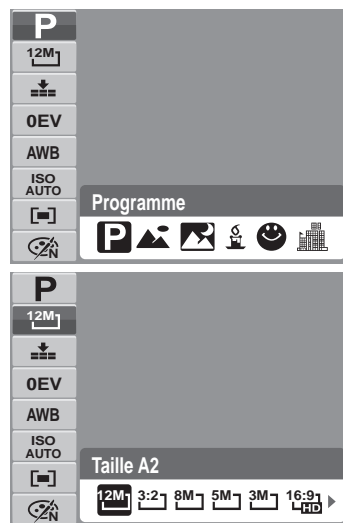 P
12M
0EV
AWB
ISO
AUTO
N
Programme
P
P
12M
0EV
AWB
ISO
AUTO
N
Taille A2
12M 3:2 8M 5M 3M 16:9 HD